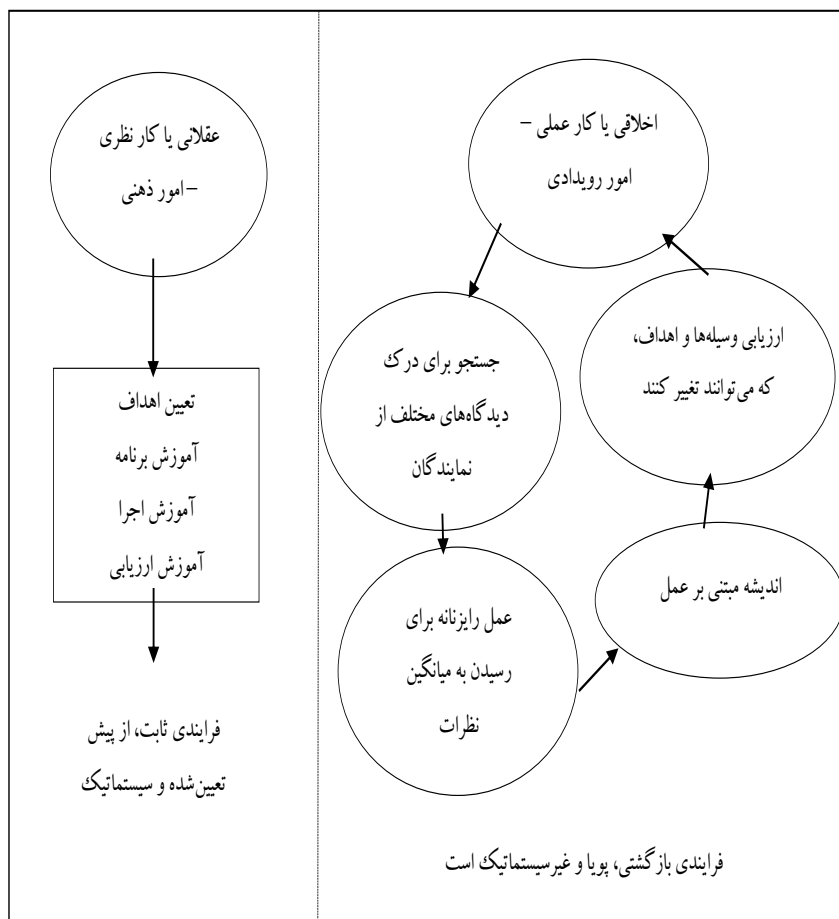 اخلاقی یا کار عملی –
امور رویدادی
جستجو برای درک
دیدگاه‌های مختلف از
نمایندگان
عمل رایزنانه برای
رسیدن به میانگین
نظرات
اندیشه مبتنی بر عمل
ارزیابی وسیله‌ها و اهداف،
که می‌توانند تغییر کنند
فرایندی بازگشتی، پویا و غیرسیستماتیک است
عقلانی یا کار نظری
– امور ذهنی
تعیین اهداف
آموزش برنامه
آموزش اجرا
آموزش ارزیابی
فرایندی ثابت، از پیش
تعیین‌شده و سیستماتیک